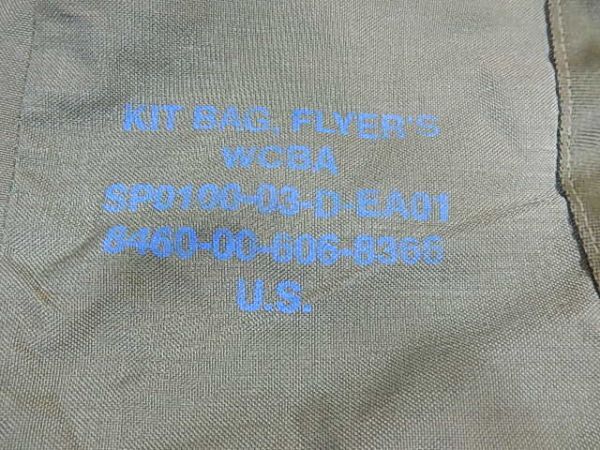 KIT BAG, FLYER'S
WCBA
SP0100-03-D-EA01
8460-00-606-8366
U.S.